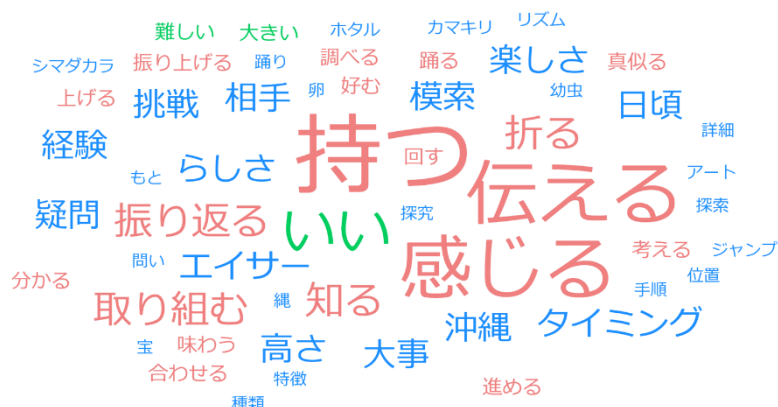 難しい 大きい ホタル カマキリ リズム
シマダカラ 振り上げる 踊り 調べる 踊る 楽しさ 真似る
上げる 挑戦 相手 卵 好む 模索 幼虫 日頃
経験 持つ 折る 詳細
もと らしさ 回す 伝える アート
疑問 振り返る いい 探究 探索
分かる 問い エイサー 感じる 考える ジャンプ
取り組む 縄 知る 手順 位置
宝 味わう 高さ 大事 沖縄 タイミング
合わせる 特徴 進める
種類